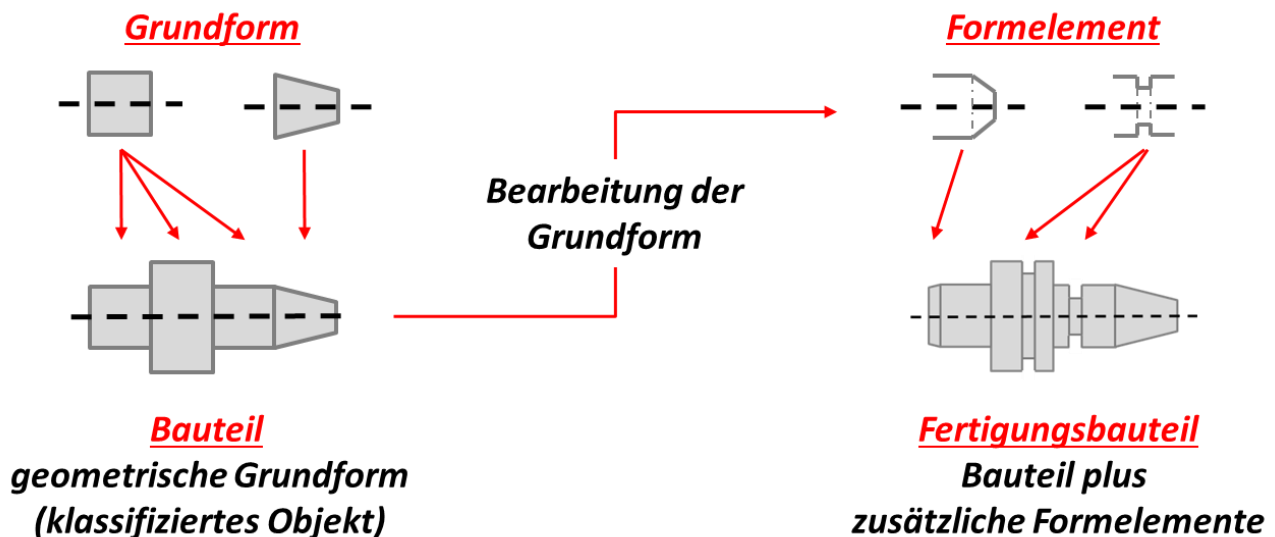 Grundform
Formelement
Bearbeitung der
Grundform
Bauteil
geometrische Grundform
(klassifiziertes Objekt)
Fertigungsbauteil
Bauteil plus
zusätzliche Formelemente